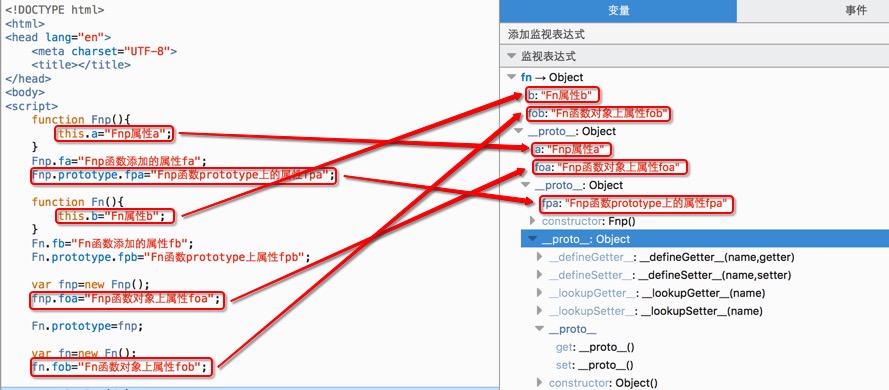 <!DOCTYPE html>
<html>
<head lang="en">
<meta charset="UTF-8">
<title></title>
</head>
<body>
<script>
function Fnp(){
this.a="Fnp属性a";
}
Fnp.fa="Fnp函数添加的属性fa";
Fnp.prototype.fpa="Fnp函数prototype上的属性fpa";
function Fn(){
this.b="Fn属性b";
}
Fn.fb="Fn函数添加的属性fb";
Fn.prototype.fpb="Fn函数prototype上属性fpb";
var fnp=new Fnp();
fnp.foa="Fnp函数对象上属性foa";
Fn.prototype=fnp;
var fn=new Fn();
fn.fob="Fn函数对象上属性fob";
变量
事件
添加监视表达式
监视表达式
fn → Object
b: "Fn属性b"
fob: "Fn函数对象上属性fob"
__proto__: Object
a: "Fnp属性a"
foa: "Fnp函数对象上属性foa"
__proto__: Object
fpa: "Fnp函数prototype上的属性fpa"
constructor: Fnp()
__proto__: Object
__defineGetter__: __defineGetter__(name,getter)
__defineSetter__: __defineSetter__(name,setter)
__lookupGetter__: __lookupGetter__(name)
__lookupSetter__: __lookupSetter__(name)
__proto__
get: __proto__()
set: __proto__()
constructor: Object()